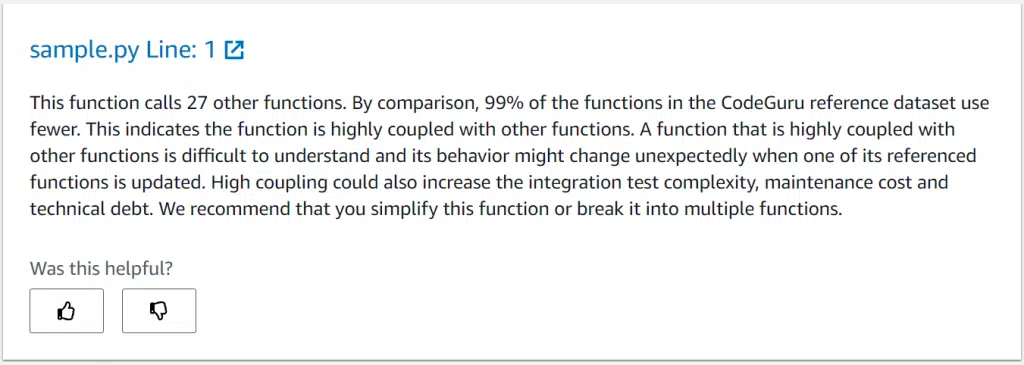 sample.py Line: 1
This function calls 27 other functions. By comparison, 99% of the functions in the CodeGuru reference dataset use
fewer. This indicates the function is highly coupled with other functions. A function that is highly coupled with
other functions is difficult to understand and its behavior might change unexpectedly when one of its referenced
functions is updated. High coupling could also increase the integration test complexity, maintenance cost and
technical debt. We recommend that you simplify this function or break it into multiple functions.
Was this helpful?